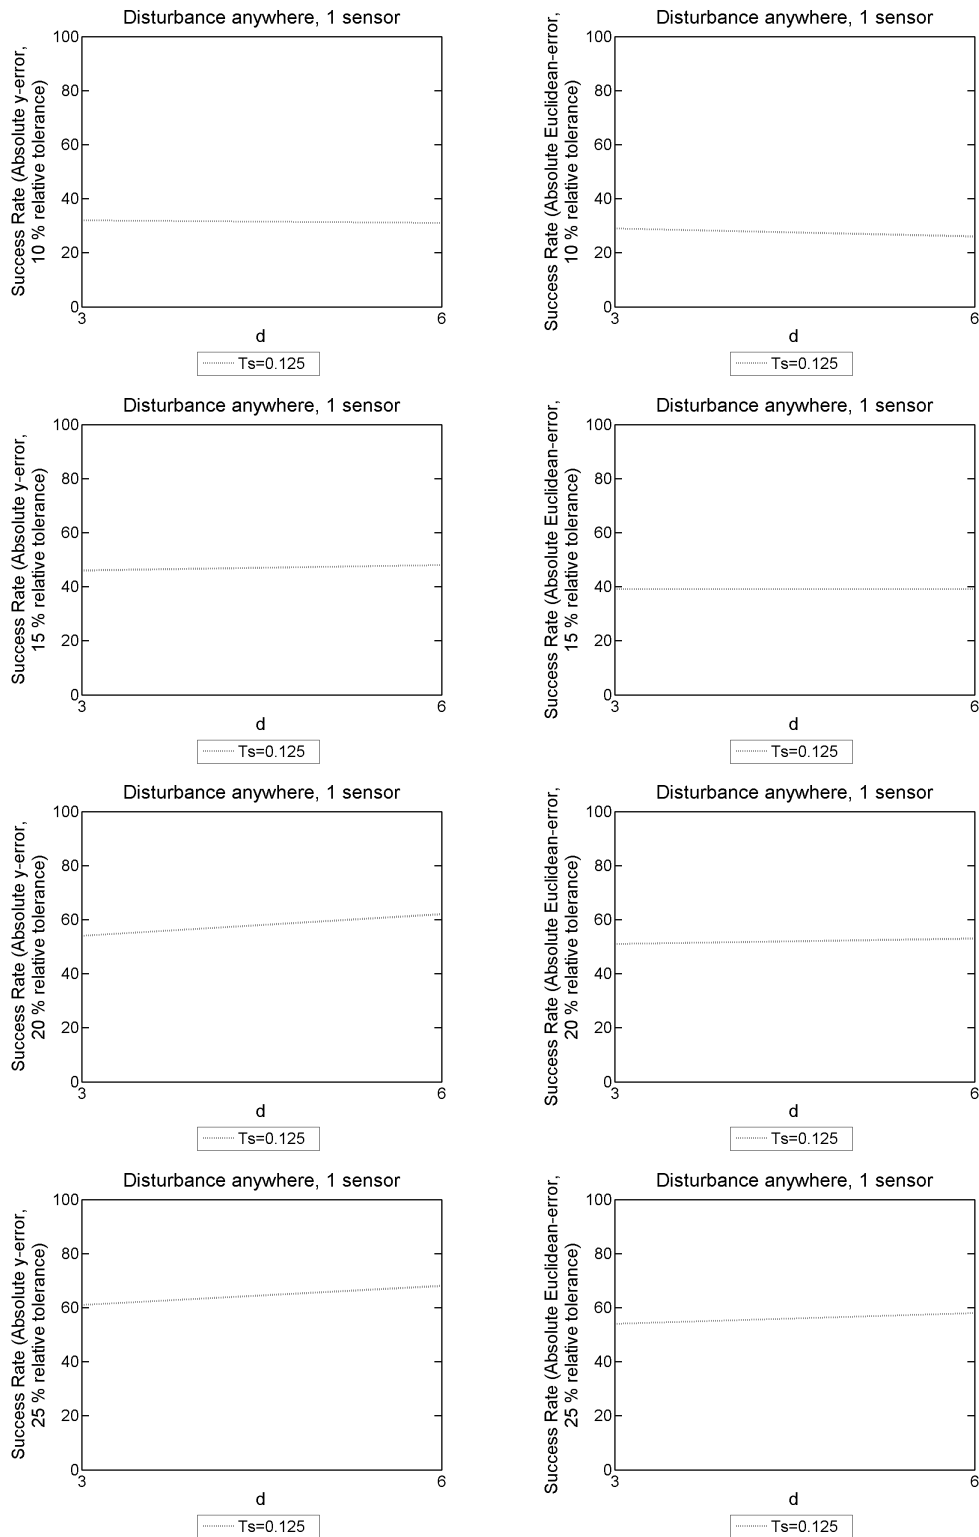 Disturbance anywhere, 1 sensor
Success Rate (Absolute y-error,
10 % relative tolerance)
100
80
60
40
20
0
3
6
d
Ts=0.125
Disturbance anywhere, 1 sensor
Success Rate (Absolute Euclidean-error,
10 % relative tolerance)
100
80
60
40
20
0
3
6
d
Ts=0.125
Disturbance anywhere, 1 sensor
Success Rate (Absolute y-error,
15 % relative tolerance)
100
80
60
40
20
0
3
6
d
Ts=0.125
Disturbance anywhere, 1 sensor
Success Rate (Absolute Euclidean-error,
15 % relative tolerance)
100
80
60
40
20
0
3
6
d
Ts=0.125
Disturbance anywhere, 1 sensor
Success Rate (Absolute y-error,
20 % relative tolerance)
100
80
60
40
20
0
3
6
d
Ts=0.125
Disturbance anywhere, 1 sensor
Success Rate (Absolute Euclidean-error,
20 % relative tolerance)
100
80
60
40
20
0
3
6
d
Ts=0.125
Disturbance anywhere, 1 sensor
Success Rate (Absolute y-error,
25 % relative tolerance)
100
80
60
40
20
0
3
6
d
Ts=0.125
Disturbance anywhere, 1 sensor
Success Rate (Absolute Euclidean-error,
25 % relative tolerance)
100
80
60
40
20
0
3
6
d
Ts=0.125